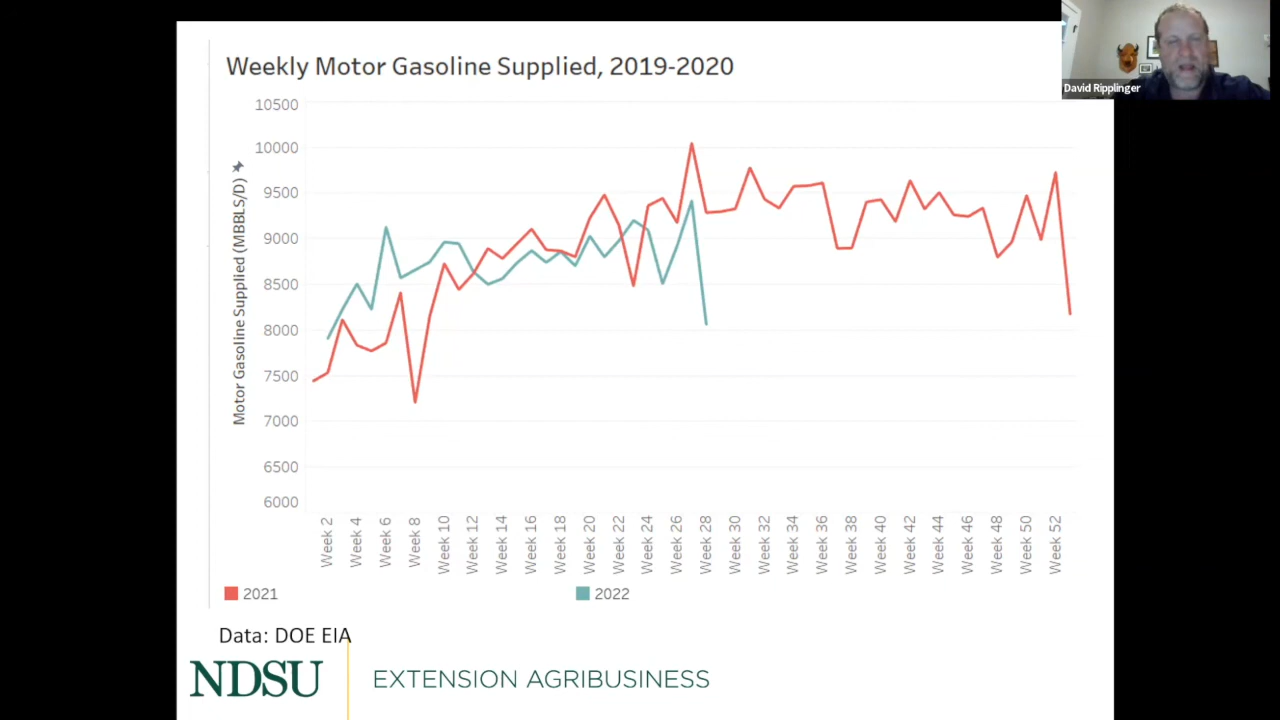 Weekly Motor Gasoline Supplied, 2019-2020
David Ripplinger
Motor Gasoline Supplied (MBBLS/D)
10500
10000
9500
9000
8500
8000
7500
7000
6500
6000
Week 2
Week 4
Week 6
Week 8
Week 10
Week 12
Week 14
Week 16
Week 18
Week 20
Week 22
Week 24
Week 26
Week 28
Week 30
Week 32
Week 34
Week 36
Week 38
Week 40
Week 42
Week 44
Week 46
Week 48
Week 50
Week 52
2021
2022
Data: DOE EIA
NDSU
EXTENSION AGRIBUSINESS